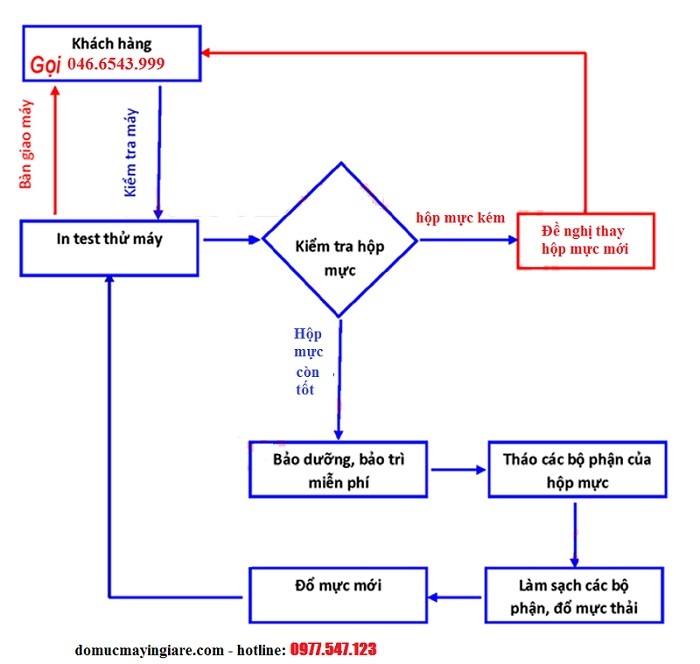 Khách hàng
Gọi 046.6543.999
Bàn giao máy
Kiểm tra máy
In test thử máy
Kiểm tra hộp
mực
hộp mực kém
Đề nghị thay
hộp mực mới
Hộp
mực
còn
tốt
Bảo dưỡng, bảo trì
miễn phí
Tháo các bộ phận của
hộp mực
Làm sạch các bộ
phận, đổ mực thải
Đổ mực mới
domucmayingiare.com - hotline: 0977.547.123